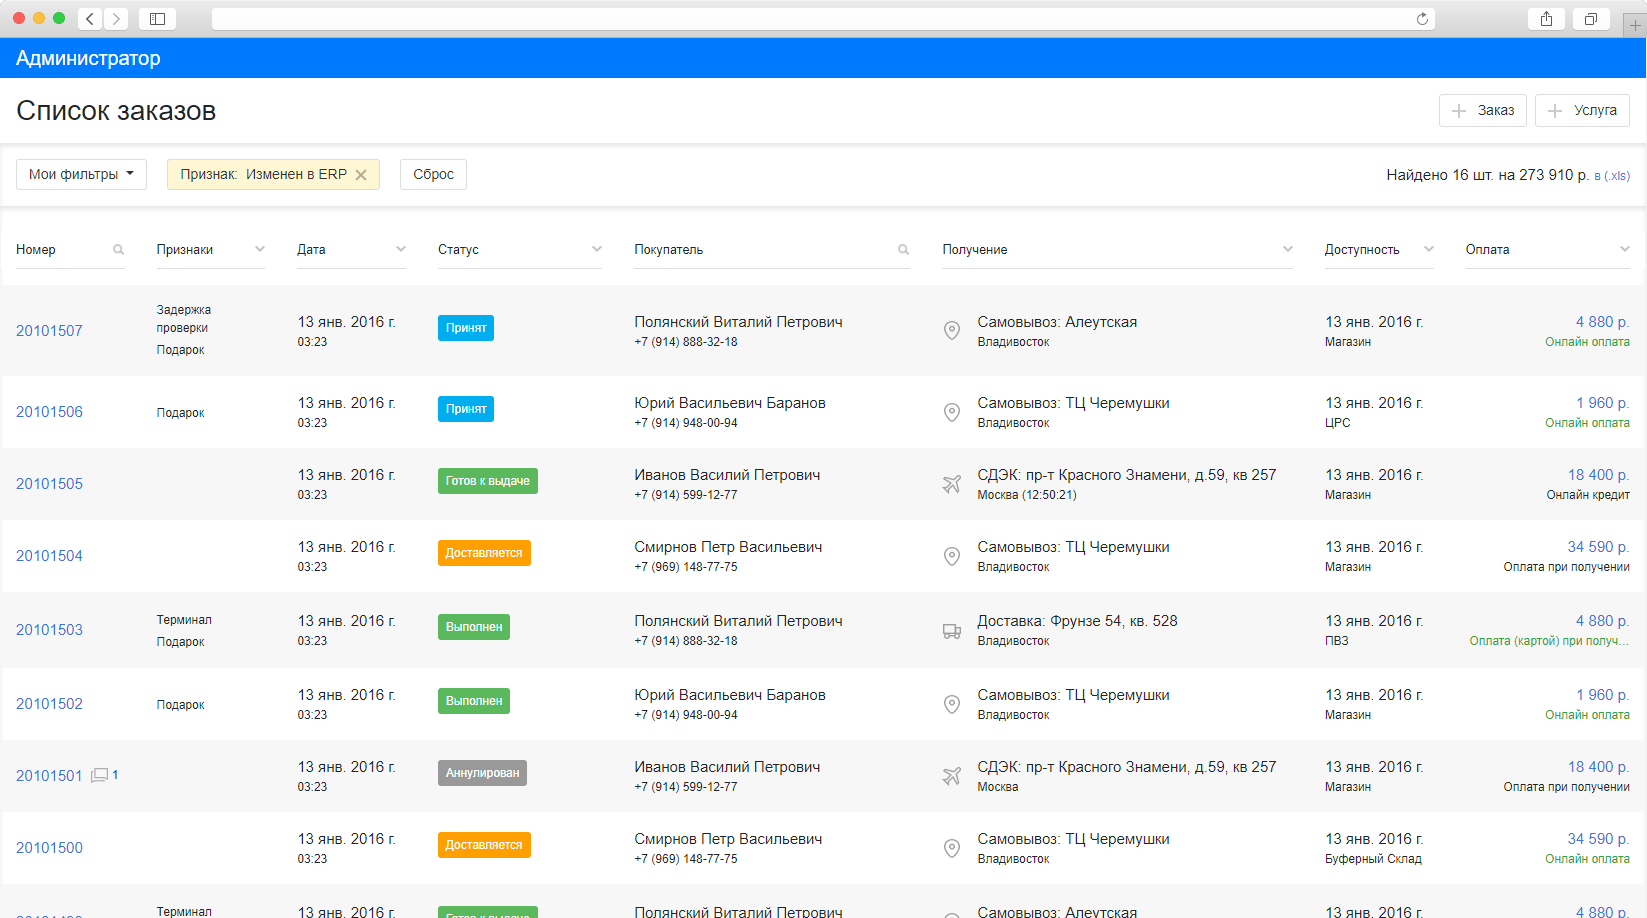 Администратор
Список заказов
Заказ
Услуга
Мои фильтры
Признак: Изменен в ERP
Сброс
Найдено 16 шт. на 273 910 р. в (.xls)
Номер Признаки Дата Статус Покупатель Получение Доступность Оплата
20101507
Задержка
проверки
Подарок
13 янв. 2016 г.
03:23
Принят
Полянский Виталий Петрович
+7 (914) 888-32-18
Самовывоз: Алеутская
Владивосток
13 янв. 2016 г.
Магазин
4 880 р.
Онлайн оплата
20101506
Подарок
13 янв. 2016 г.
03:23
Принят
Юрий Васильевич Баранов
+7 (914) 948-00-94
Самовывоз: ТЦ Черемушки
Владивосток
13 янв. 2016 г.
ЦРС
1 960 р.
Онлайн оплата
20101505
13 янв. 2016 г.
03:23
Готов к выдаче
Иванов Василий Петрович
+7 (914) 599-12-77
СДЭК: пр-т Красного Знамени, д.59, кв 257
Москва (12:50:21)
13 янв. 2016 г.
Магазин
18 400 р.
Онлайн кредит
20101504
13 янв. 2016 г.
03:23
Доставляется
Смирнов Петр Васильевич
+7 (969) 148-77-75
Самовывоз: ТЦ Черемушки
Владивосток
13 янв. 2016 г.
Магазин
34 590 р.
Оплата при получении
20101503
Терминал
Подарок
13 янв. 2016 г.
03:23
Выполнен
Полянский Виталий Петрович
+7 (914) 888-32-18
Доставка: Фрунзе 54, кв. 528
Владивосток
13 янв. 2016 г.
ПВЗ
4 880 р.
Оплата (картой) при получ...
20101502
Подарок
13 янв. 2016 г.
03:23
Выполнен
Юрий Васильевич Баранов
+7 (914) 948-00-94
Самовывоз: ТЦ Черемушки
Владивосток
13 янв. 2016 г.
Магазин
1 960 р.
Онлайн оплата
20101501 1
13 янв. 2016 г.
03:23
Аннулирован
Иванов Василий Петрович
+7 (914) 599-12-77
СДЭК: пр-т Красного Знамени, д.59, кв 257
Москва
13 янв. 2016 г.
Магазин
18 400 р.
Оплата при получении
20101500
13 янв. 2016 г.
03:23
Доставляется
Смирнов Петр Васильевич
+7 (969) 148-77-75
Самовывоз: ТЦ Черемушки
Владивосток
13 янв. 2016 г.
Буферный Склад
34 590 р.
Онлайн оплата
Терминал
13 янв. 2016 г.
Готов к выдаче
Полянский Виталий Петрович
Самовывоз: Алеутская
13 янв. 2016 г.
4 880 р.